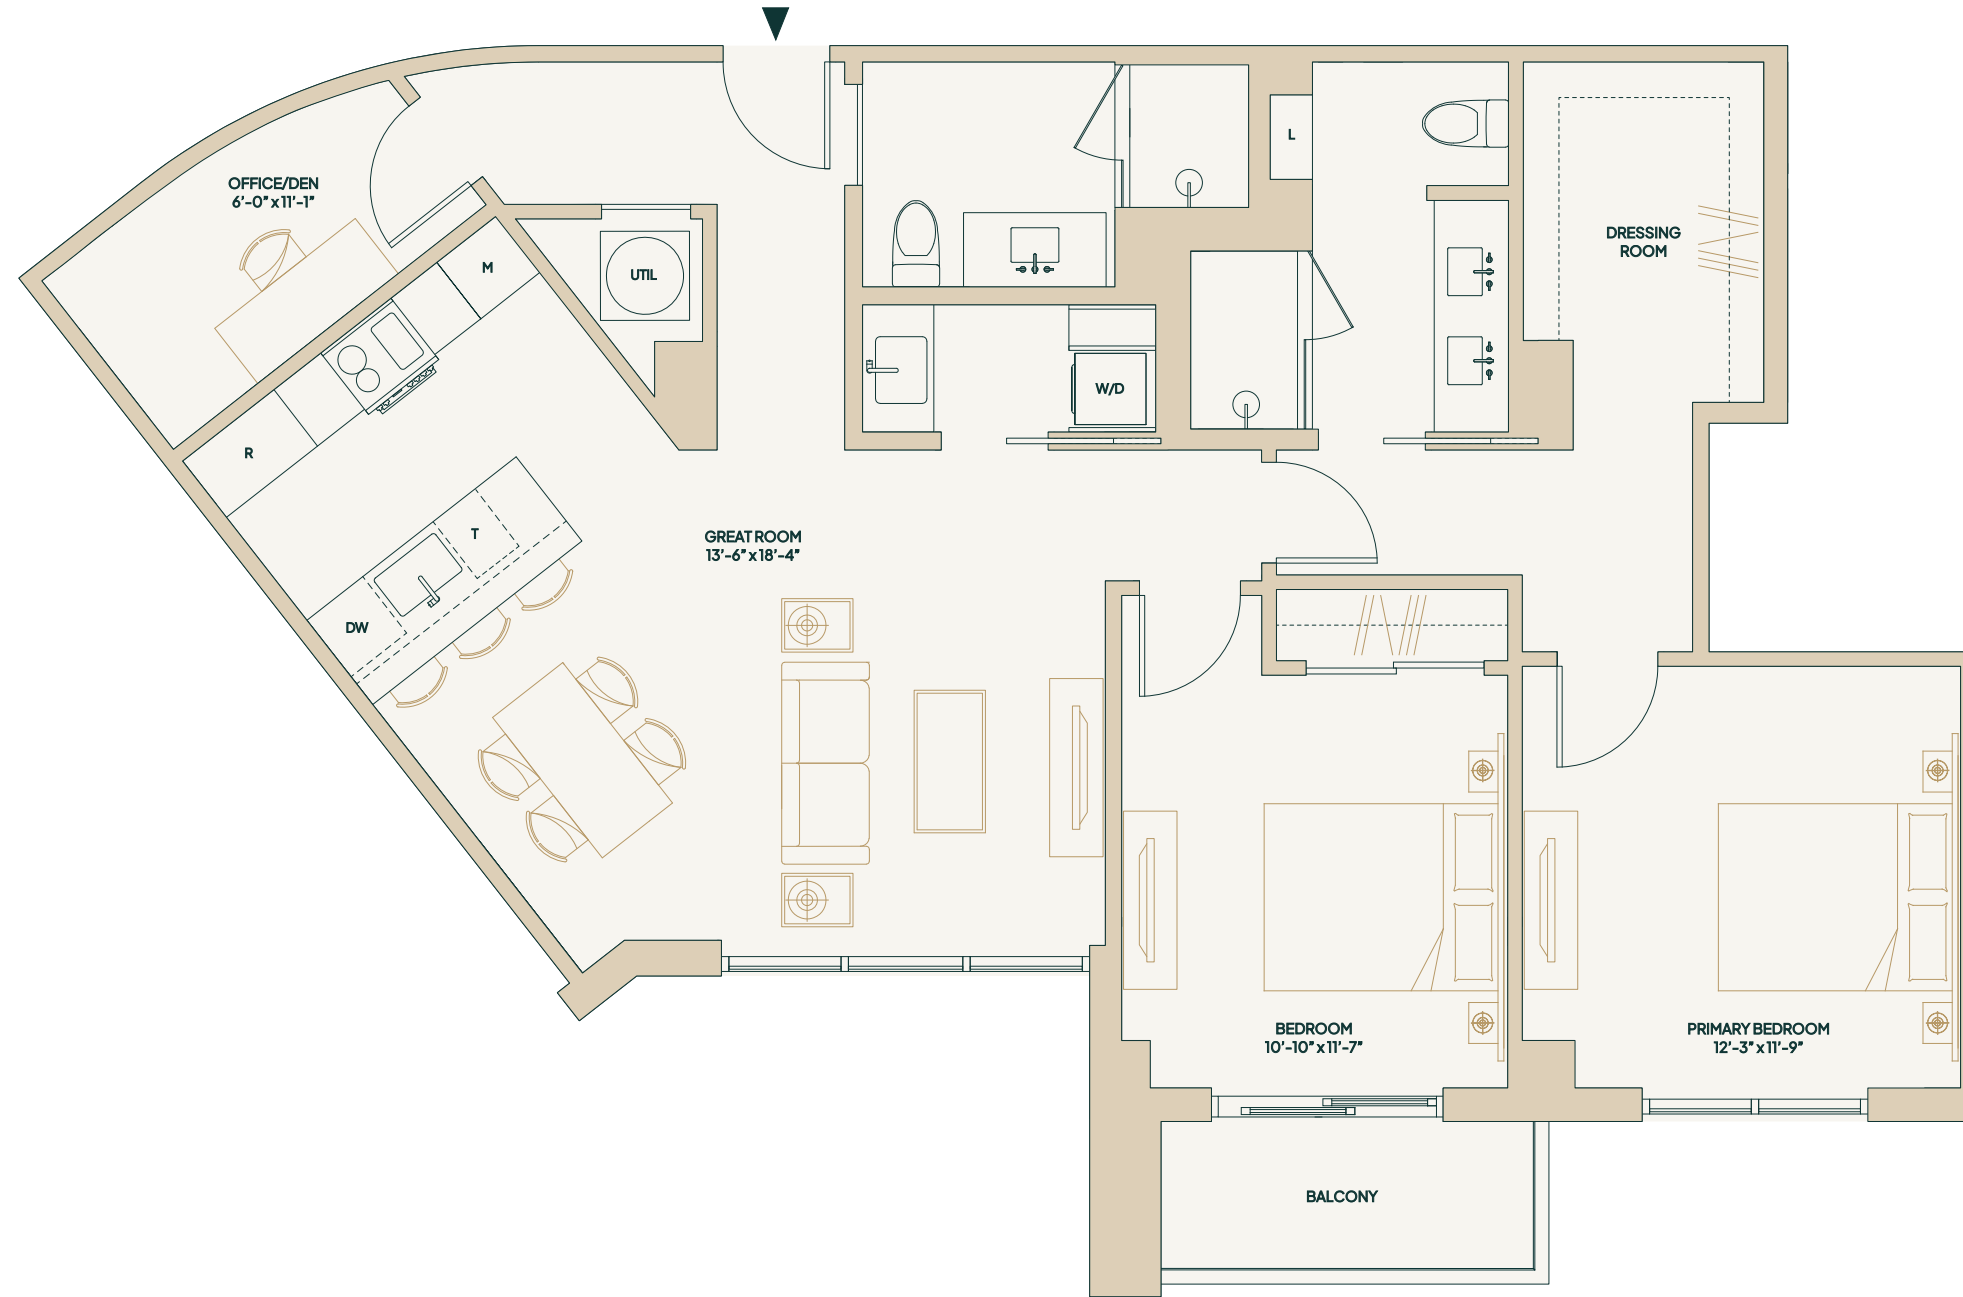 L
OFFICE/DEN
6'-0" x 11'-1"
DRESSING
ROOM
M
UTIL
W/D
R
T
GREAT ROOM
13'-6" x 18'-4"
DW
BEDROOM
10'-10" x 11'-7"
PRIMARY BEDROOM
12'-3" x 11'-9"
BALCONY